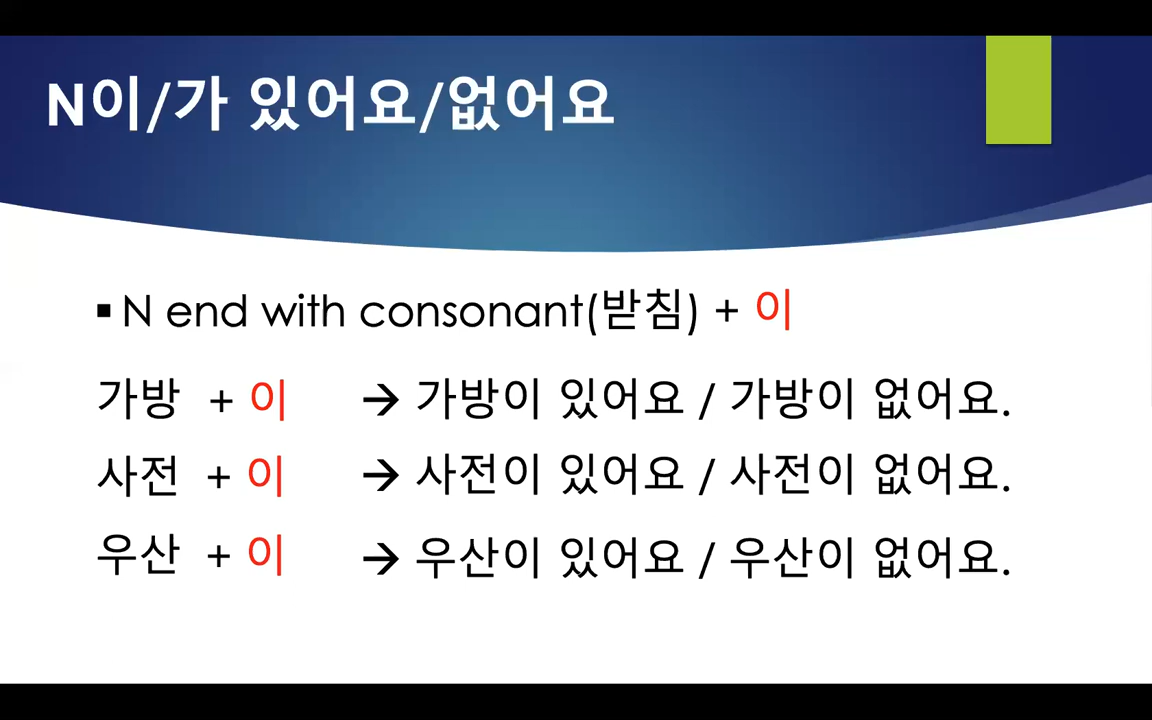 N이/가 있어요/없어요
▪ N end with consonant(받침) + 이
가방 + 이 → 가방이 있어요 / 가방이 없어요.
사전 + 이 → 사전이 있어요 / 사전이 없어요.
우산 + 이 → 우산이 있어요 / 우산이 없어요.